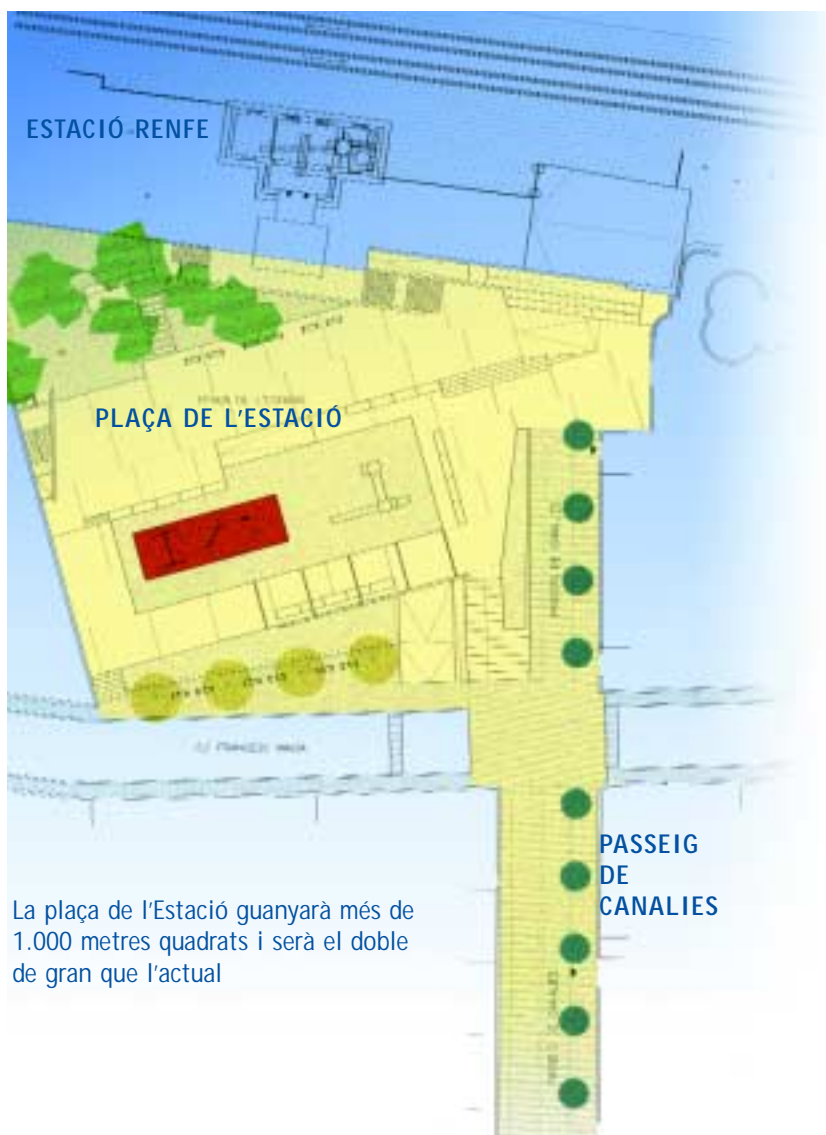 ESTACIÓ RENFE
PLAÇA DE L'ESTACIÓ
PASSEIG
DE
CANALIES
La plaça de l'Estació guanyarà més de
1.000 metres quadrats i serà el doble
de gran que l'actual